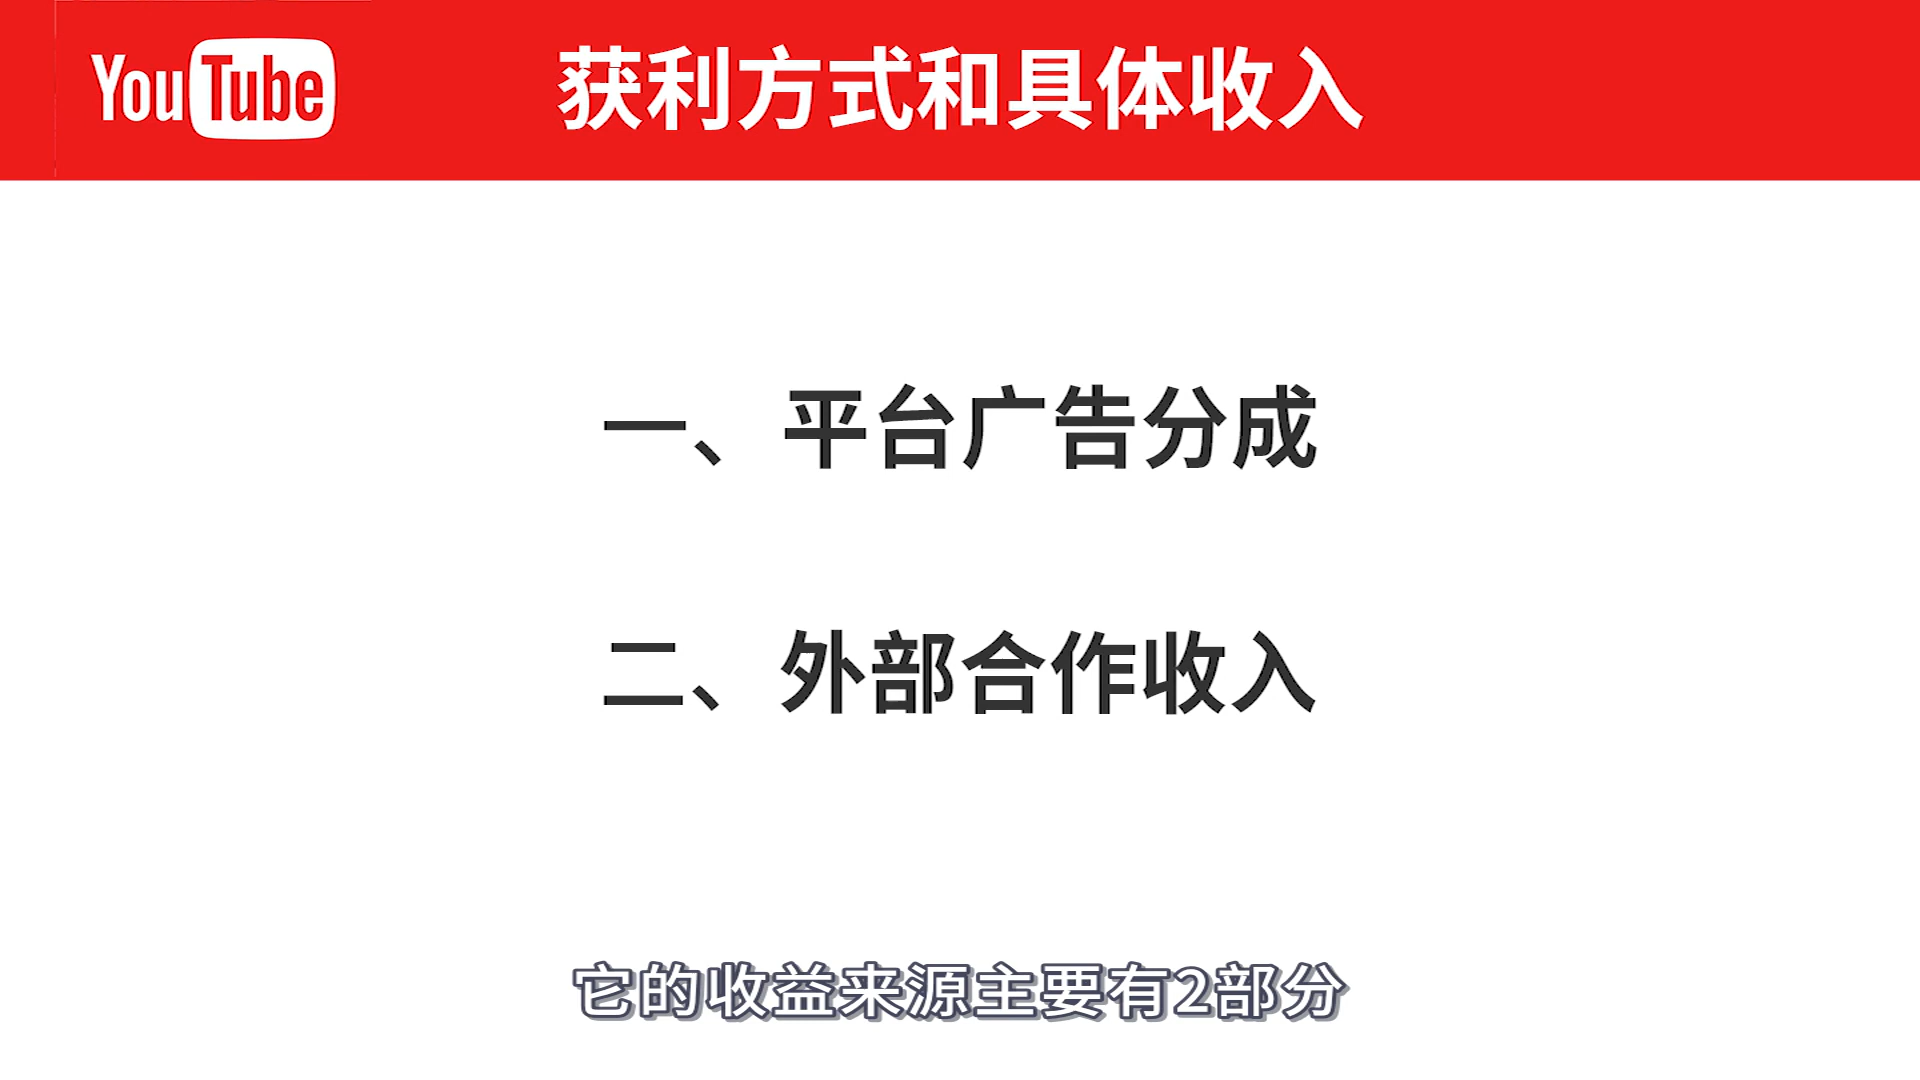 YouTube
获利方式和具体收入
一、平台广告分成
二、外部合作收入
它的收益来源主要有2部分